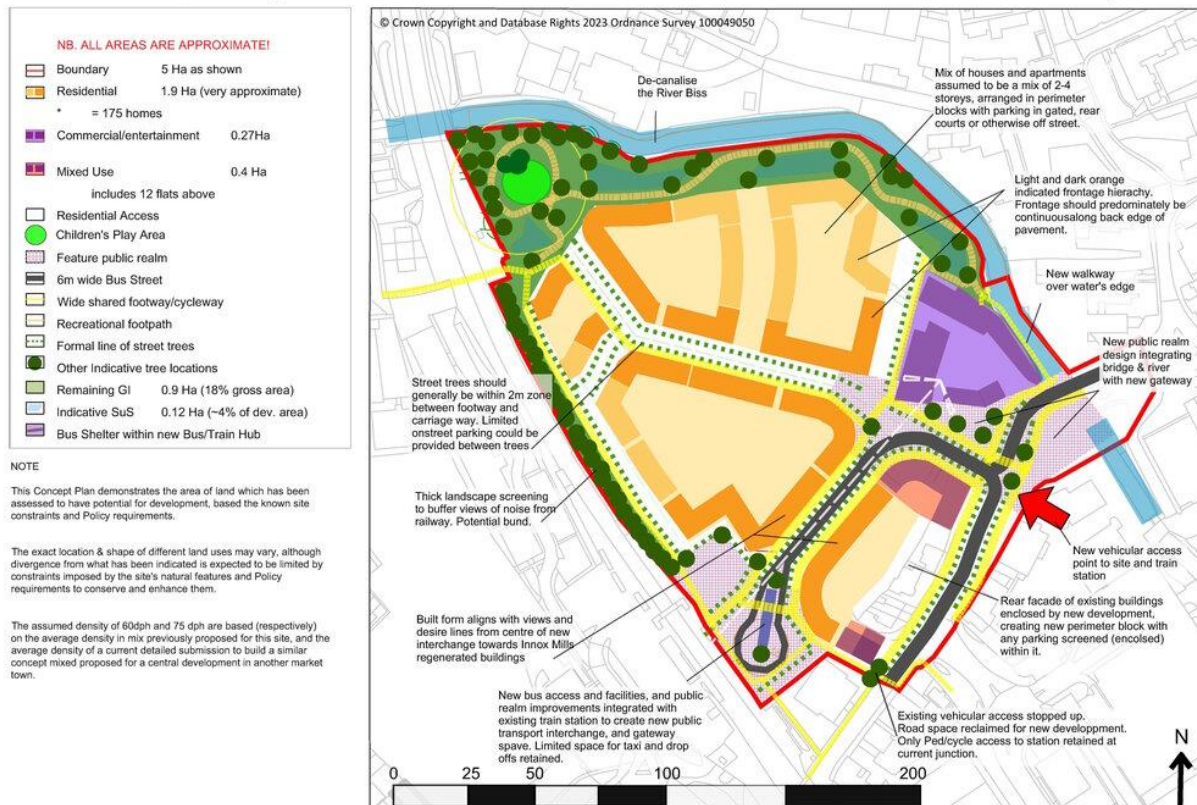 NB. ALL AREAS ARE APPROXIMATE!
Boundary 5 Ha as shown
Residential 1.9 Ha (very approximate)
* = 175 homes
Commercial/entertainment 0.27Ha
Mixed Use 0.4 Ha
includes 12 flats above
Residential Access
Children's Play Area
Feature public realm
6m wide Bus Street
Wide shared footway/cycleway
Recreational footpath
Formal line of street trees
Other Indicative tree locations
Remaining GI 0.9 Ha (18% gross area)
Indicative SuS 0.12 Ha (~4% of dev. area)
Bus Shelter within new Bus/Train Hub
NOTE
This Concept Plan demonstrates the area of land which has been
assessed to have potential for development, based the known site
constraints and Policy requirements.
The exact location & shape of different land uses may vary, although
divergence from what has been indicated is expected to be limited by
constraints imposed by the site's natural features and Policy
requirements to conserve and enhance them.
The assumed density of 60dph and 75 dph are based (respectively)
on the average density in mix previously proposed for this site, and the
average density of a current detailed submission to build a similar
concept mixed proposed for a central development in another market
town.
© Crown Copyright and Database Rights 2023 Ordnance Survey 100049050
De-canalise
the River Biss
Mix of houses and apartments
assumed to be a mix of 2-4
storeys, arranged in perimeter
blocks with parking in gated, rear
courts or otherwise off street.
Light and dark orange
indicated frontage hierachy.
Frontage should predominately be
continuousalong back edge of
pavement.
New walkway
over water's edge
New public realm
design integrating
bridge & river
with new gateway
Street trees should
generally be within 2m zone
between footway and
carriage way. Limited
onstreet parking could be
provided between trees
Thick landscape screening
to buffer views of noise from
railway. Potential bund.
New vehicular access
point to site and train
station
Built form aligns with views and
desire lines from centre of new
interchange towards Innox Mills
regenerated buildings
Rear facade of existing buildings
enclosed by new development,
creating new perimeter block with
any parking screened (encolsed)
within it.
New bus access and facilities, and public
realm improvements integrated with
existing train station to create new public
transport interchange, and gateway
spave. Limited space for taxi and drop
offs retained.
Existing vehicular access stopped up.
Road space reclaimed for new developpment.
Only Ped/cycle access to station retained at
current junction.
0 25 50 100 200
N